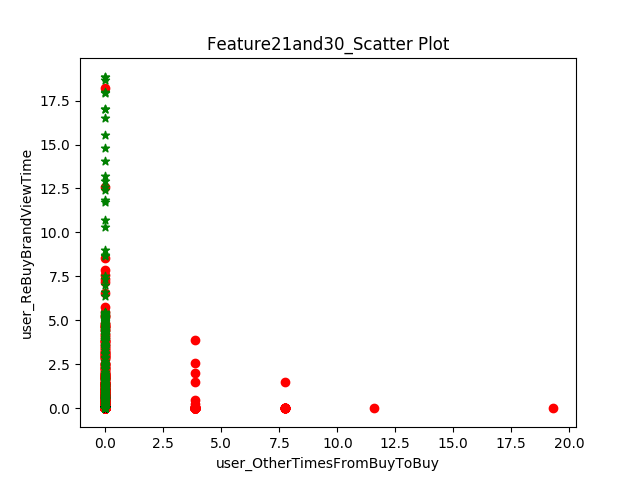 Feature21and30_Scatter Plot
17.5
15.0
12.5
10.0
7.5
5.0
2.5
0.0
user_ReBuyBrandViewTime
0.0 2.5 5.0 7.5 10.0 12.5 15.0 17.5 20.0
user_OtherTimesFromBuyToBuy